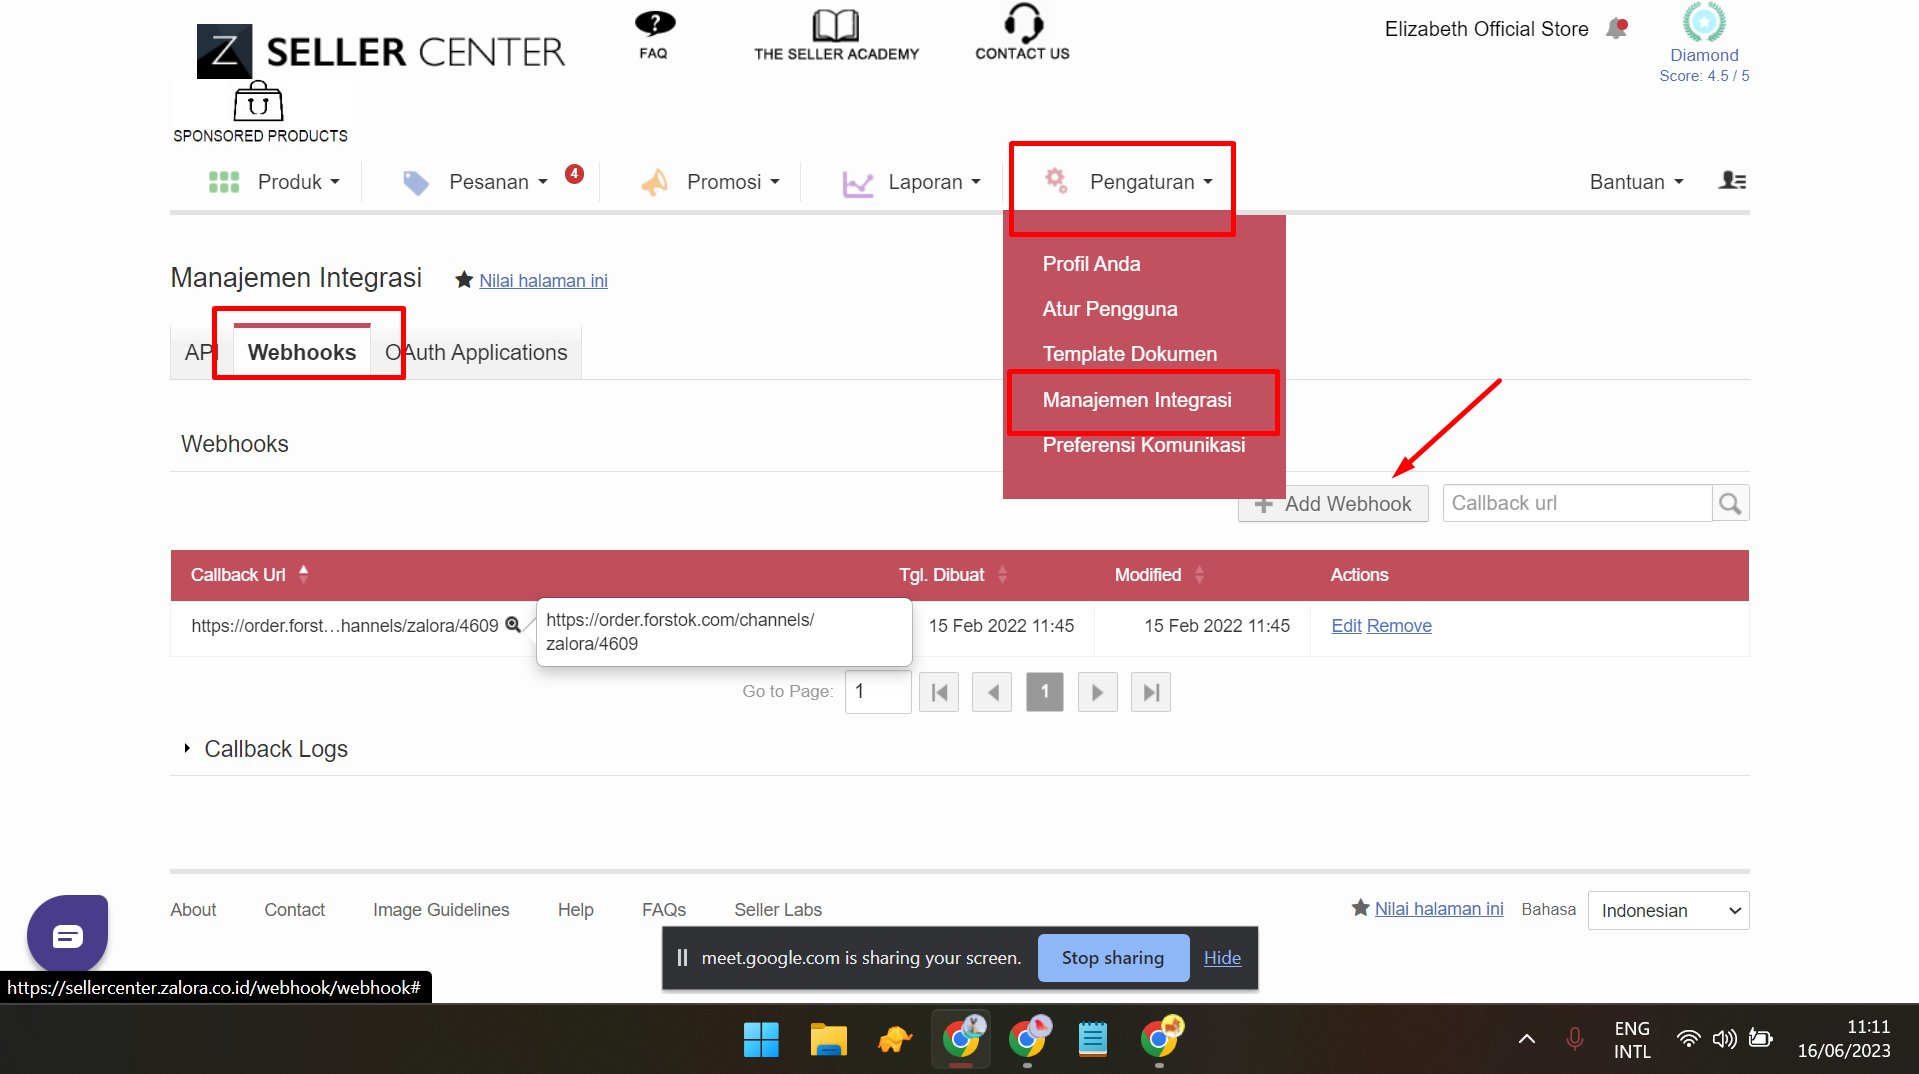 Z SELLER CENTER
?
FAQ
THE SELLER ACADEMY
CONTACT US
Elizabeth Official Store
Diamond
Score: 4.5 / 5
SPONSORED PRODUCTS
Produk
Pesanan
4
Promosi
Laporan
Pengaturan
Bantuan
Profil Anda
Atur Pengguna
Template Dokumen
Manajemen Integrasi
Preferensi Komunikasi
Manajemen Integrasi
Nilai halaman ini
API
Webhooks
OAuth Applications
Webhooks
+ Add Webhook
Callback url
Callback Url
Tgl. Dibuat
Modified
Actions
https://order.forst...hannels/zalora/4609
https://order.forstok.com/channels/
zalora/4609
15 Feb 2022 11:45
15 Feb 2022 11:45
Edit Remove
Go to Page:
1
1
Callback Logs
About
Contact
Image Guidelines
Help
FAQs
Seller Labs
Nilai halaman ini
Bahasa
Indonesian
meet.google.com is sharing your screen.
Stop sharing
Hide
https://sellercenter.zalora.co.id/webhook/webhook#
ENG
INTL
11:11
16/06/2023